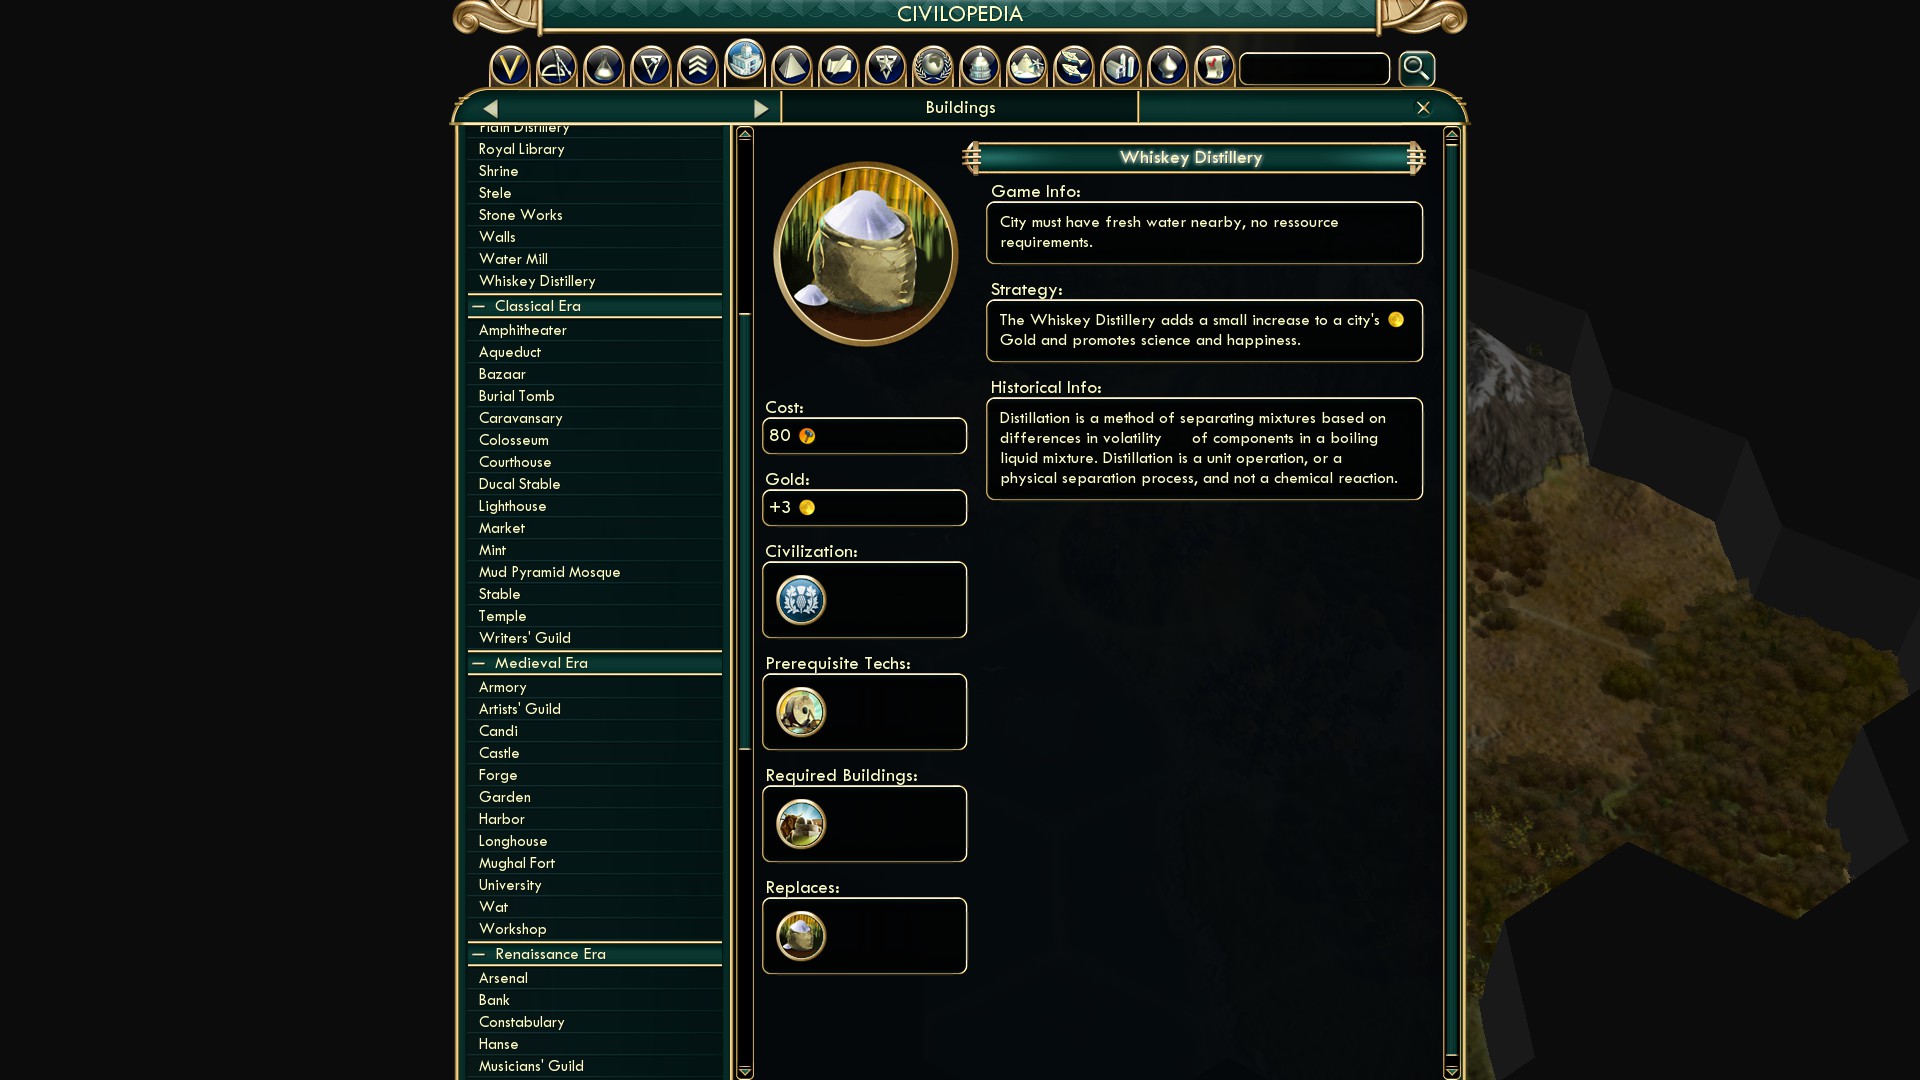 CIVILOPEDIA
Buildings
Plain Distillery
Royal Library
Shrine
Stele
Stone Works
Walls
Water Mill
Whiskey Distillery
— Classical Era
Amphitheater
Aqueduct
Bazaar
Burial Tomb
Caravansary
Colosseum
Courthouse
Ducal Stable
Lighthouse
Market
Mint
Mud Pyramid Mosque
Stable
Temple
Writers' Guild
— Medieval Era
Armory
Artists' Guild
Candi
Castle
Forge
Garden
Harbor
Longhouse
Mughal Fort
University
Wat
Workshop
— Renaissance Era
Arsenal
Bank
Constabulary
Hanse
Musicians' Guild
Cost:
80
Gold:
+3
Civilization:
Prerequisite Techs:
Required Buildings:
Replaces:
Whiskey Distillery
Game Info:
City must have fresh water nearby, no ressource
requirements.
Strategy:
The Whiskey Distillery adds a small increase to a city's
Gold and promotes science and happiness.
Historical Info:
Distillation is a method of separating mixtures based on
differences in volatility of components in a boiling
liquid mixture. Distillation is a unit operation, or a
physical separation process, and not a chemical reaction.